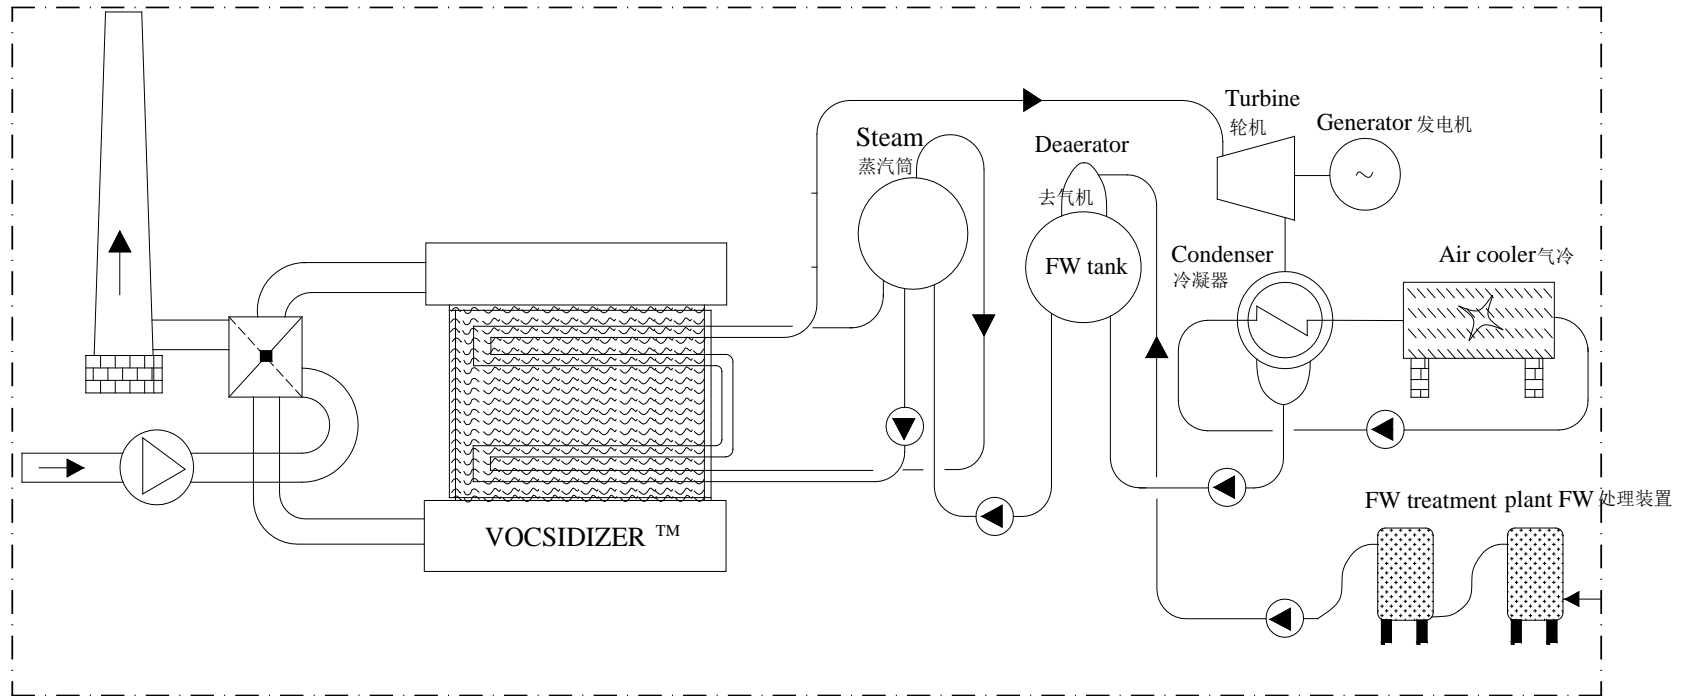 Turbine
轮机
Generator 发电机
Steam
蒸汽筒
Deaerator
去气机
FW tank
Condenser
冷凝器
Air cooler气冷
~
VOCSIDIZER TM
FW treatment plant FW 处理装置